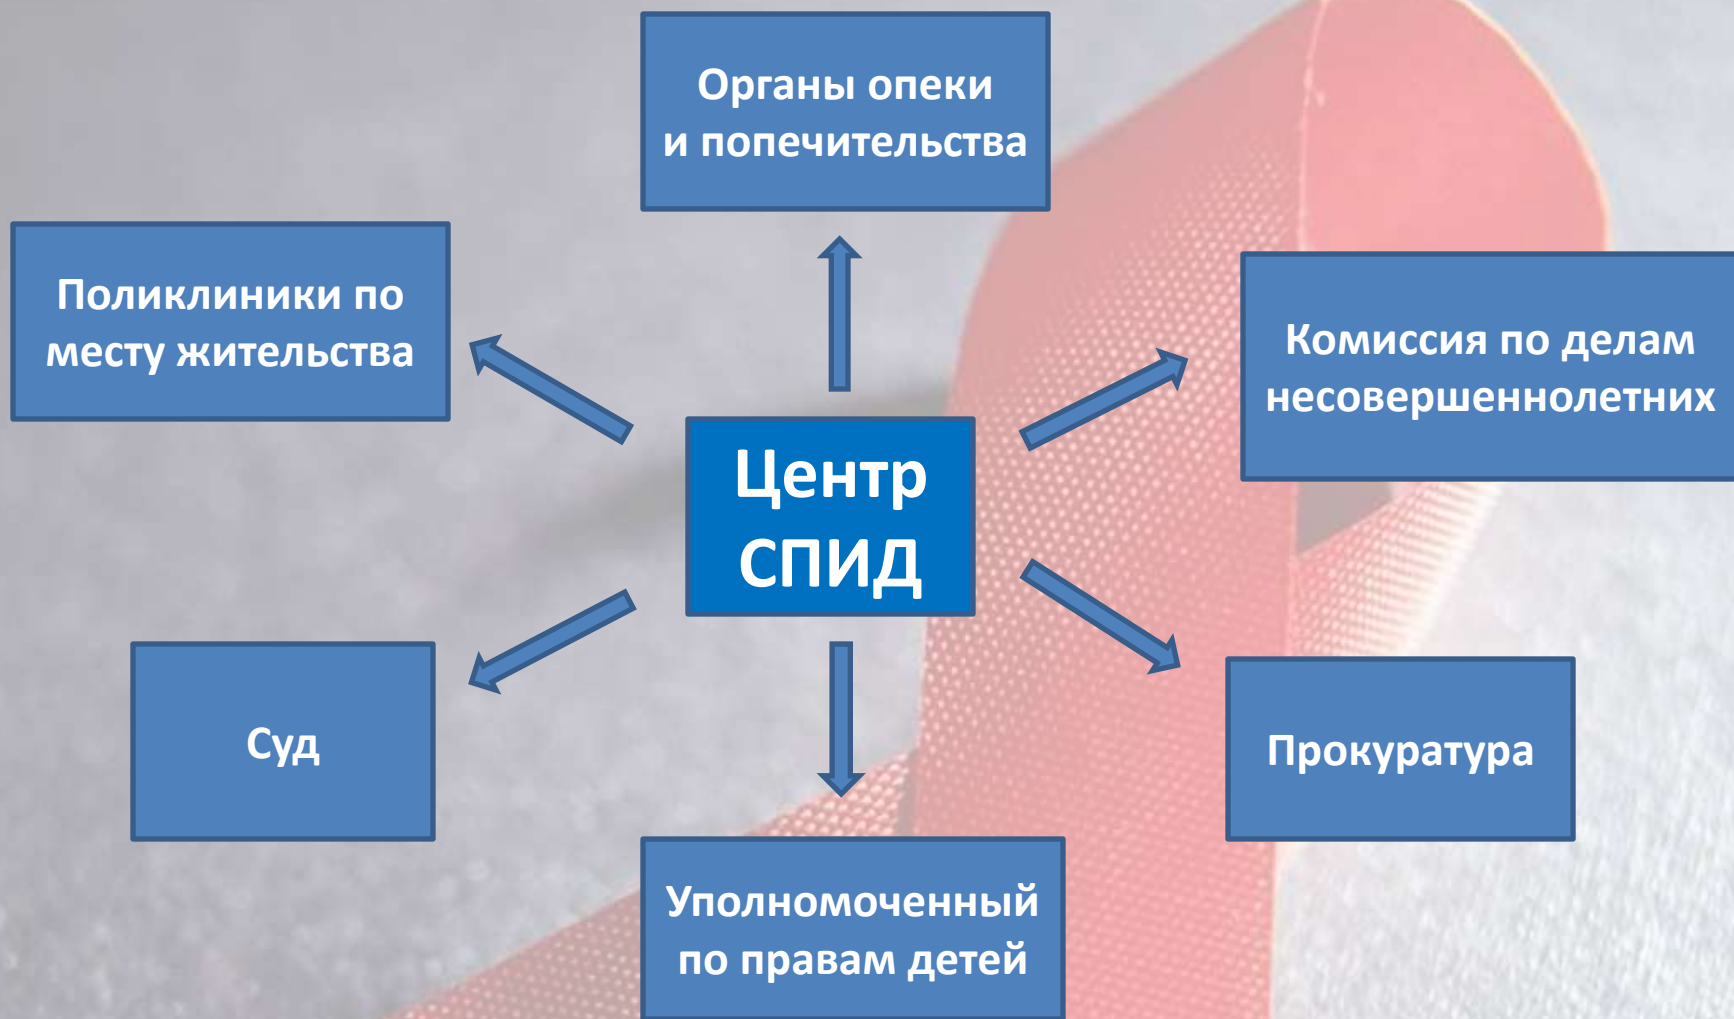 Органы опеки
и попечительства
Поликлиники по
месту жительства
Комиссия по делам
несовершеннолетних
Центр
СПИД
Суд
Прокуратура
Уполномоченный
по правам детей